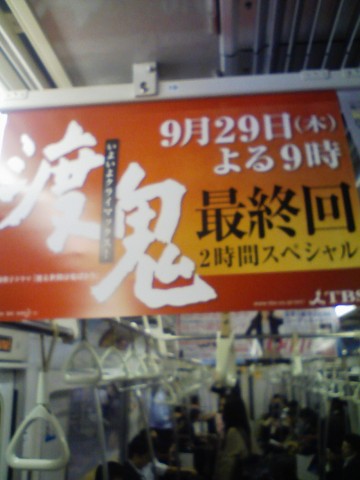 9月29日(木)
よる9時
渡鬼
いよいよクライマックス!
最終回
2時間スペシャル
TBS